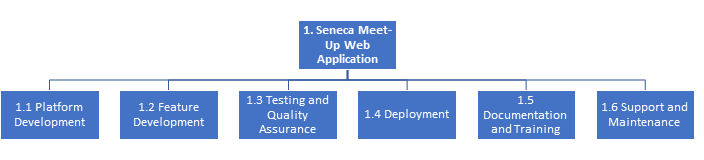 1. Seneca Meet-
Up Web
Application
1.1 Platform
Development
1.2 Feature
Development
1.3 Testing and
Quality
Assurance
1.4 Deployment
1.5
Documentation
and Training
1.6 Support and
Maintenance